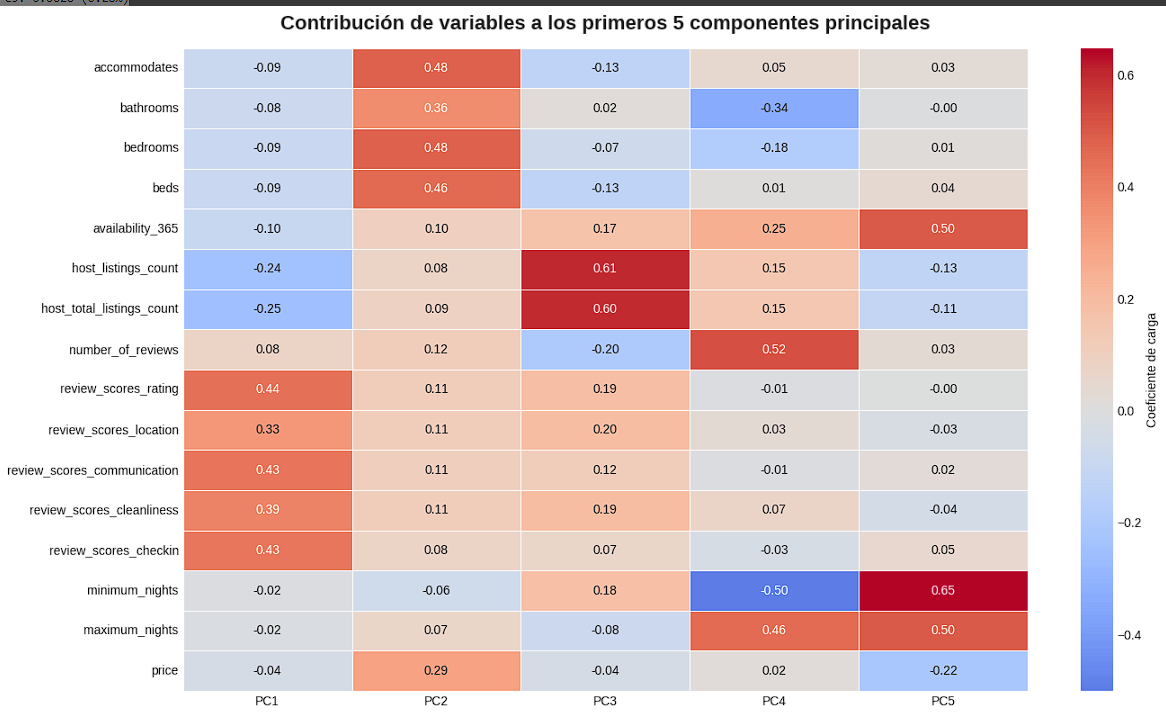 Contribución de variables a los primeros 5 componentes principales
accommodates -0.09 0.48 -0.13 0.05 0.03
bathrooms -0.08 0.36 0.02 -0.34 -0.00
bedrooms -0.09 0.48 -0.07 -0.18 0.01
beds -0.09 0.46 -0.13 0.01 0.04
availability_365 -0.10 0.10 0.17 0.25 0.50
host_listings_count -0.24 0.08 0.61 0.15 -0.13
host_total_listings_count -0.25 0.09 0.60 0.15 -0.11
number_of_reviews 0.08 0.12 -0.20 0.52 0.03
review_scores_rating 0.44 0.11 0.19 -0.01 -0.00
review_scores_location 0.33 0.11 0.20 0.03 -0.03
review_scores_communication 0.43 0.11 0.12 -0.01 0.02
review_scores_cleanliness 0.39 0.11 0.19 0.07 -0.04
review_scores_checkin 0.43 0.08 0.07 -0.03 0.05
minimum_nights -0.02 -0.06 0.18 -0.50 0.65
maximum_nights -0.02 0.07 -0.08 0.46 0.50
price -0.04 0.29 -0.04 0.02 -0.22
PC1 PC2 PC3 PC4 PC5
0.6
0.4
0.2
0.0
−0.2
−0.4
Coeficiente de carga